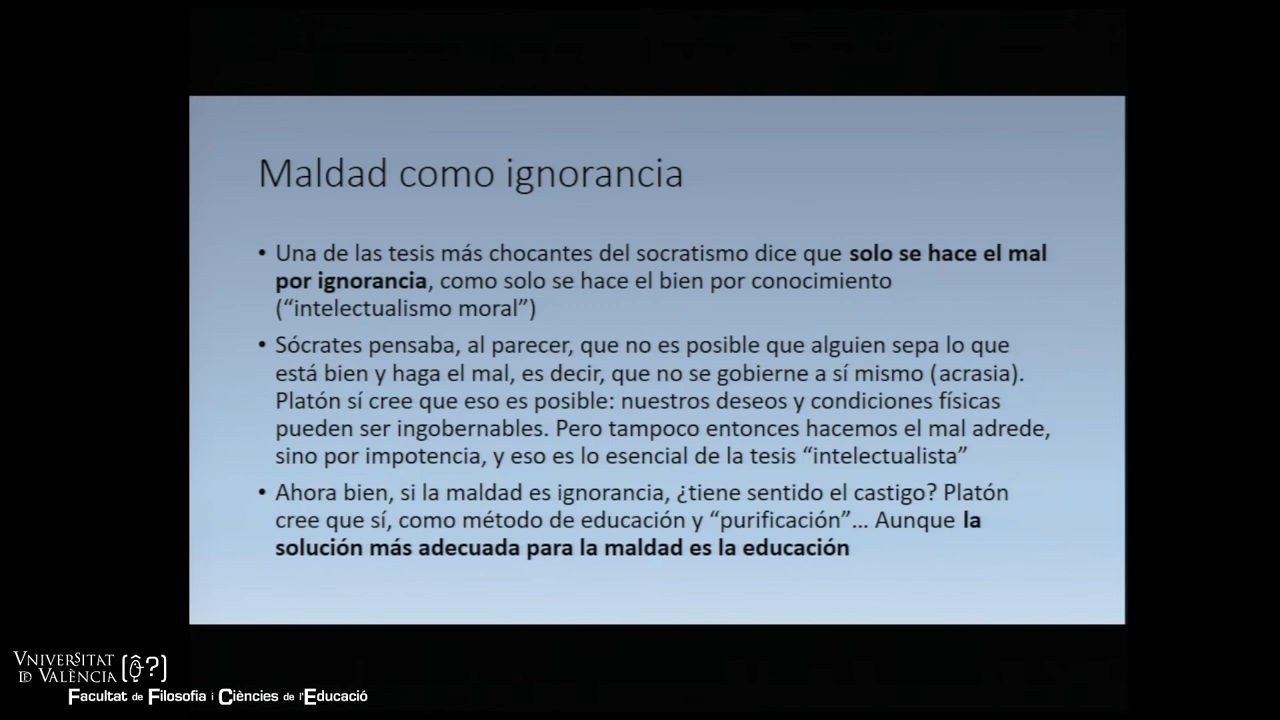 Maldad como ignorancia
• Una de las tesis más chocantes del socratismo dice que solo se hace el mal
por ignorancia, como solo se hace el bien por conocimiento
(“intelectualismo moral”)
• Sócrates pensaba, al parecer, que no es posible que alguien sepa lo que
está bien y haga el mal, es decir, que no se gobierne a sí mismo (acrasia).
Platón sí cree que eso es posible: nuestros deseos y condiciones físicas
pueden ser ingobernables. Pero tampoco entonces hacemos el mal adrede,
sino por impotencia, y eso es lo esencial de la tesis “intelectualista”
• Ahora bien, si la maldad es ignorancia, ¿tiene sentido el castigo? Platón
cree que sí, como método de educación y “purificación”… Aunque la
solución más adecuada para la maldad es la educación
VNIVERSITAT
DE VALÈNCIA
Facultat de Filosofia i Ciències de l'Educació